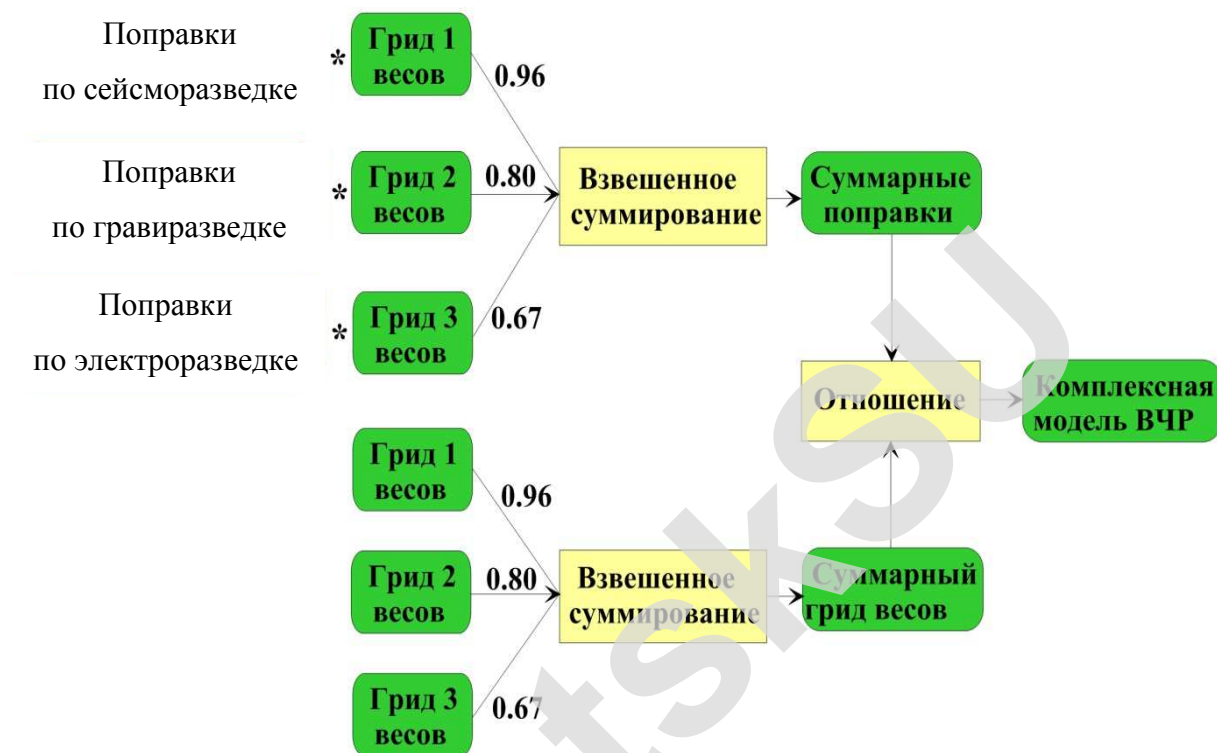 Поправки
по сейсморазведке
*
Грид 1
весов
0.96
Поправки
по гравиразведке
*
Грид 2
весов
0.80
Взвешенное
суммирование
Суммарные
поправки
Поправки
по электроразведке
*
Грид 3
весов
0.67
Отношение
Комплексная
модель ВЧР
Грид 1
весов
0.96
Грид 2
весов
0.80
Взвешенное
суммирование
Суммарный
грид весов
Грид 3
весов
0.67
tskSU